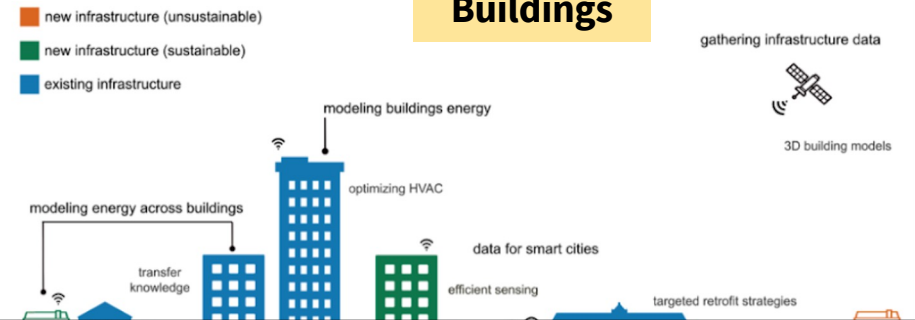 Buildings
new infrastructure (unsustainable)
new infrastructure (sustainable)
existing infrastructure
gathering infrastructure data
3D building models
modeling buildings energy
optimizing HVAC
modeling energy across buildings
transfer
knowledge
data for smart cities
efficient sensing
targeted retrofit strategies